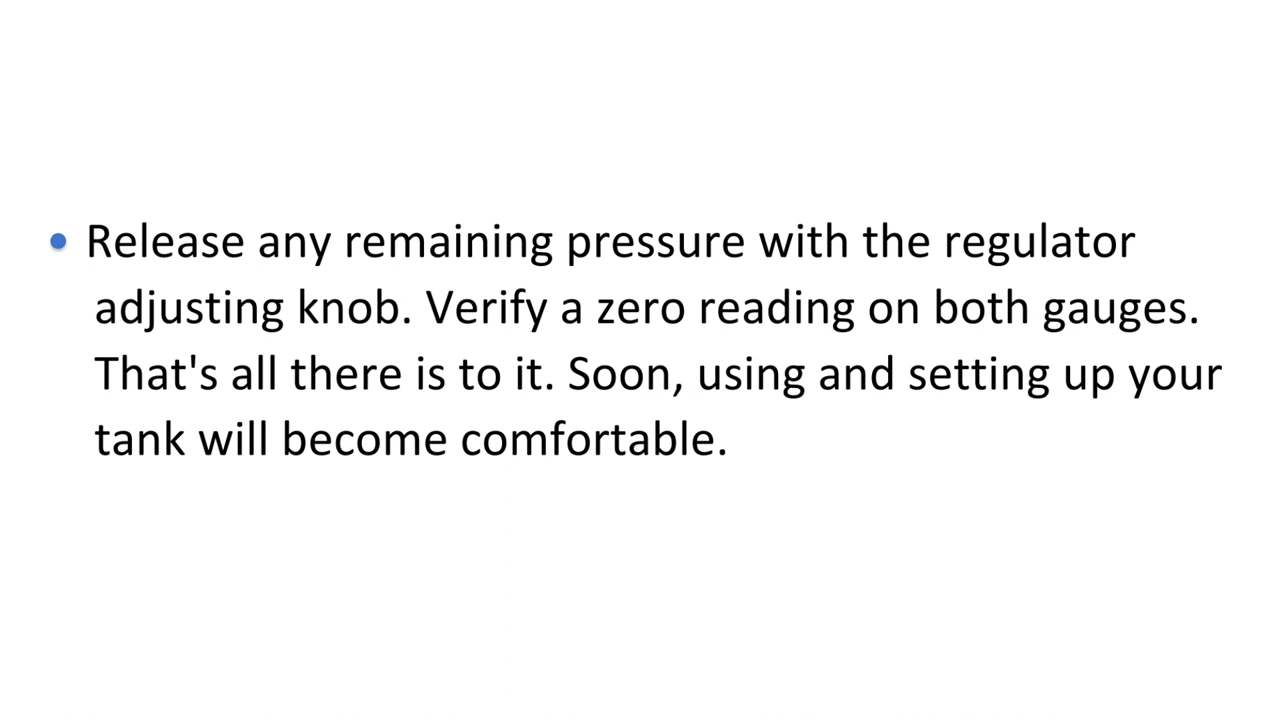 • Release any remaining pressure with the regulator
adjusting knob. Verify a zero reading on both gauges.
That's all there is to it. Soon, using and setting up your
tank will become comfortable.